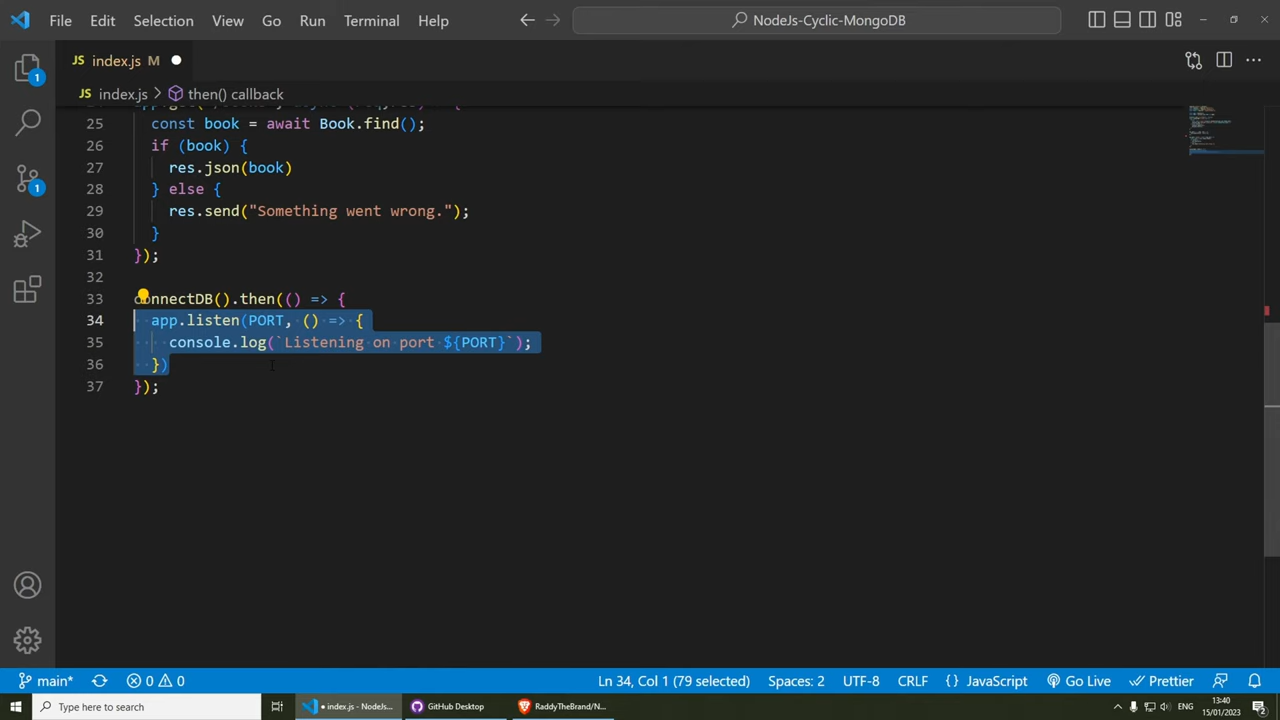 File Edit Selection View Go Run Terminal Help
NodeJs-Cyclic-MongoDB
JS index.js M
JS index.js > then() callback
25 const book = await Book.find();
26 if (book) {
27 res.json(book)
28 } else {
29 res.send("Something went wrong.");
30 }
31 });
32
33 connectDB().then(() => {
34 app.listen(PORT, () => {
35 console.log(`Listening on port ${PORT}`);
36 })
37 });
1
1
main* 0 0 Ln 34, Col 1 (79 selected) Spaces: 2 UTF-8 CRLF {} JavaScript Go Live Prettier
Type here to search
index.js - NodeJs...
GitHub Desktop
RaddyTheBrand/N...
ENG
13:40
15/01/2023
2